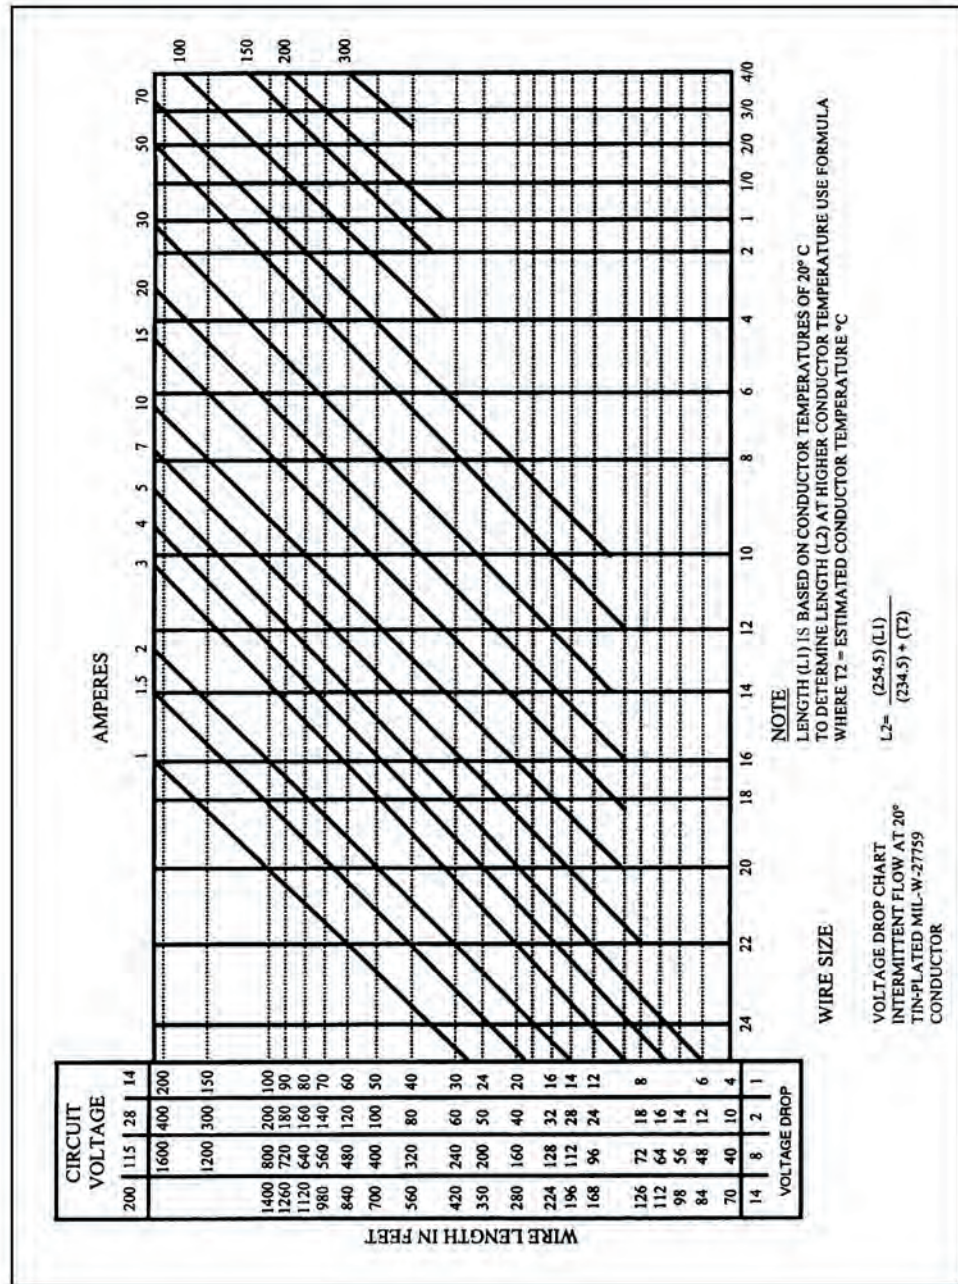 AMPERES
1 1.5 2 3 4 5 7 10 15 20 30 50 70
100
150
200
300
CIRCUIT
VOLTAGE
200 115 28 14
1600 400 200
1200 300 150
1400 800 200 100
1260 720 180 90
1120 640 160 80
980 560 140 70
840 480 120 60
700 400 100 50
560 320 80 40
420 240 60 30
350 200 50 24
280 160 40 20
224 128 32 16
196 112 28 14
168 96 24 12
126 72 18 8
112 64 16
98 56 14
84 48 12 6
70 40 10 4
14 8 2 1
VOLTAGE DROP
WIRE LENGTH IN FEET
24 22 20 18 16 14 12 10 8 6 4 2 1 1/0 2/0 3/0 4/0
WIRE SIZE
VOLTAGE DROP CHART
INTERMITTENT FLOW AT 20°
TIN-PLATED MIL-W-27759
CONDUCTOR
NOTE
LENGTH (L1) IS BASED ON CONDUCTOR TEMPERATURES OF 20° C
TO DETERMINE LENGTH (L2) AT HIGHER CONDUCTOR TEMPERATURE USE FORMULA
WHERE T2 = ESTIMATED CONDUCTOR TEMPERATURE °C
L2= (254.5) (L1)
(234.5) + (T2)